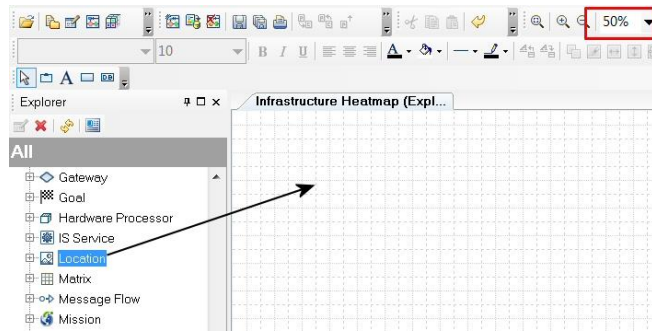 50%
10
B I U A
A
Explorer
Infrastructure Heatmap (Expl...
All
Gateway
Goal
Hardware Processor
IS Service
Location
Matrix
Message Flow
Mission